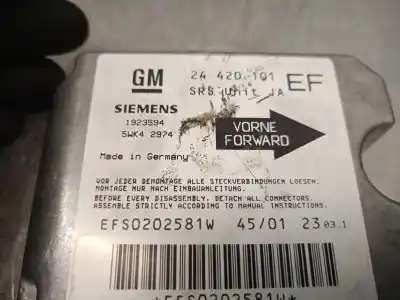 GM
24 420 101 EF
SRS Unit JA
SIEMENS
1923594
5WK4 2974
VORNE
FORWARD
Made in Germany
VOR JEDER DEMONTAGE ALLE STECKVERBINDUNGEN LOESEN.
MONTAGE NUR NACH EINBAUANLEITUNG.
BEFORE EVERY DISASSEMBLY, DETACH ALL CONNECTORS.
ASSEMBLE STRICTLY ACCORDING TO MANUAL INSTRUCTIONS.
EFS0202581W 45/01 23 03.1
*EFS0202581W*